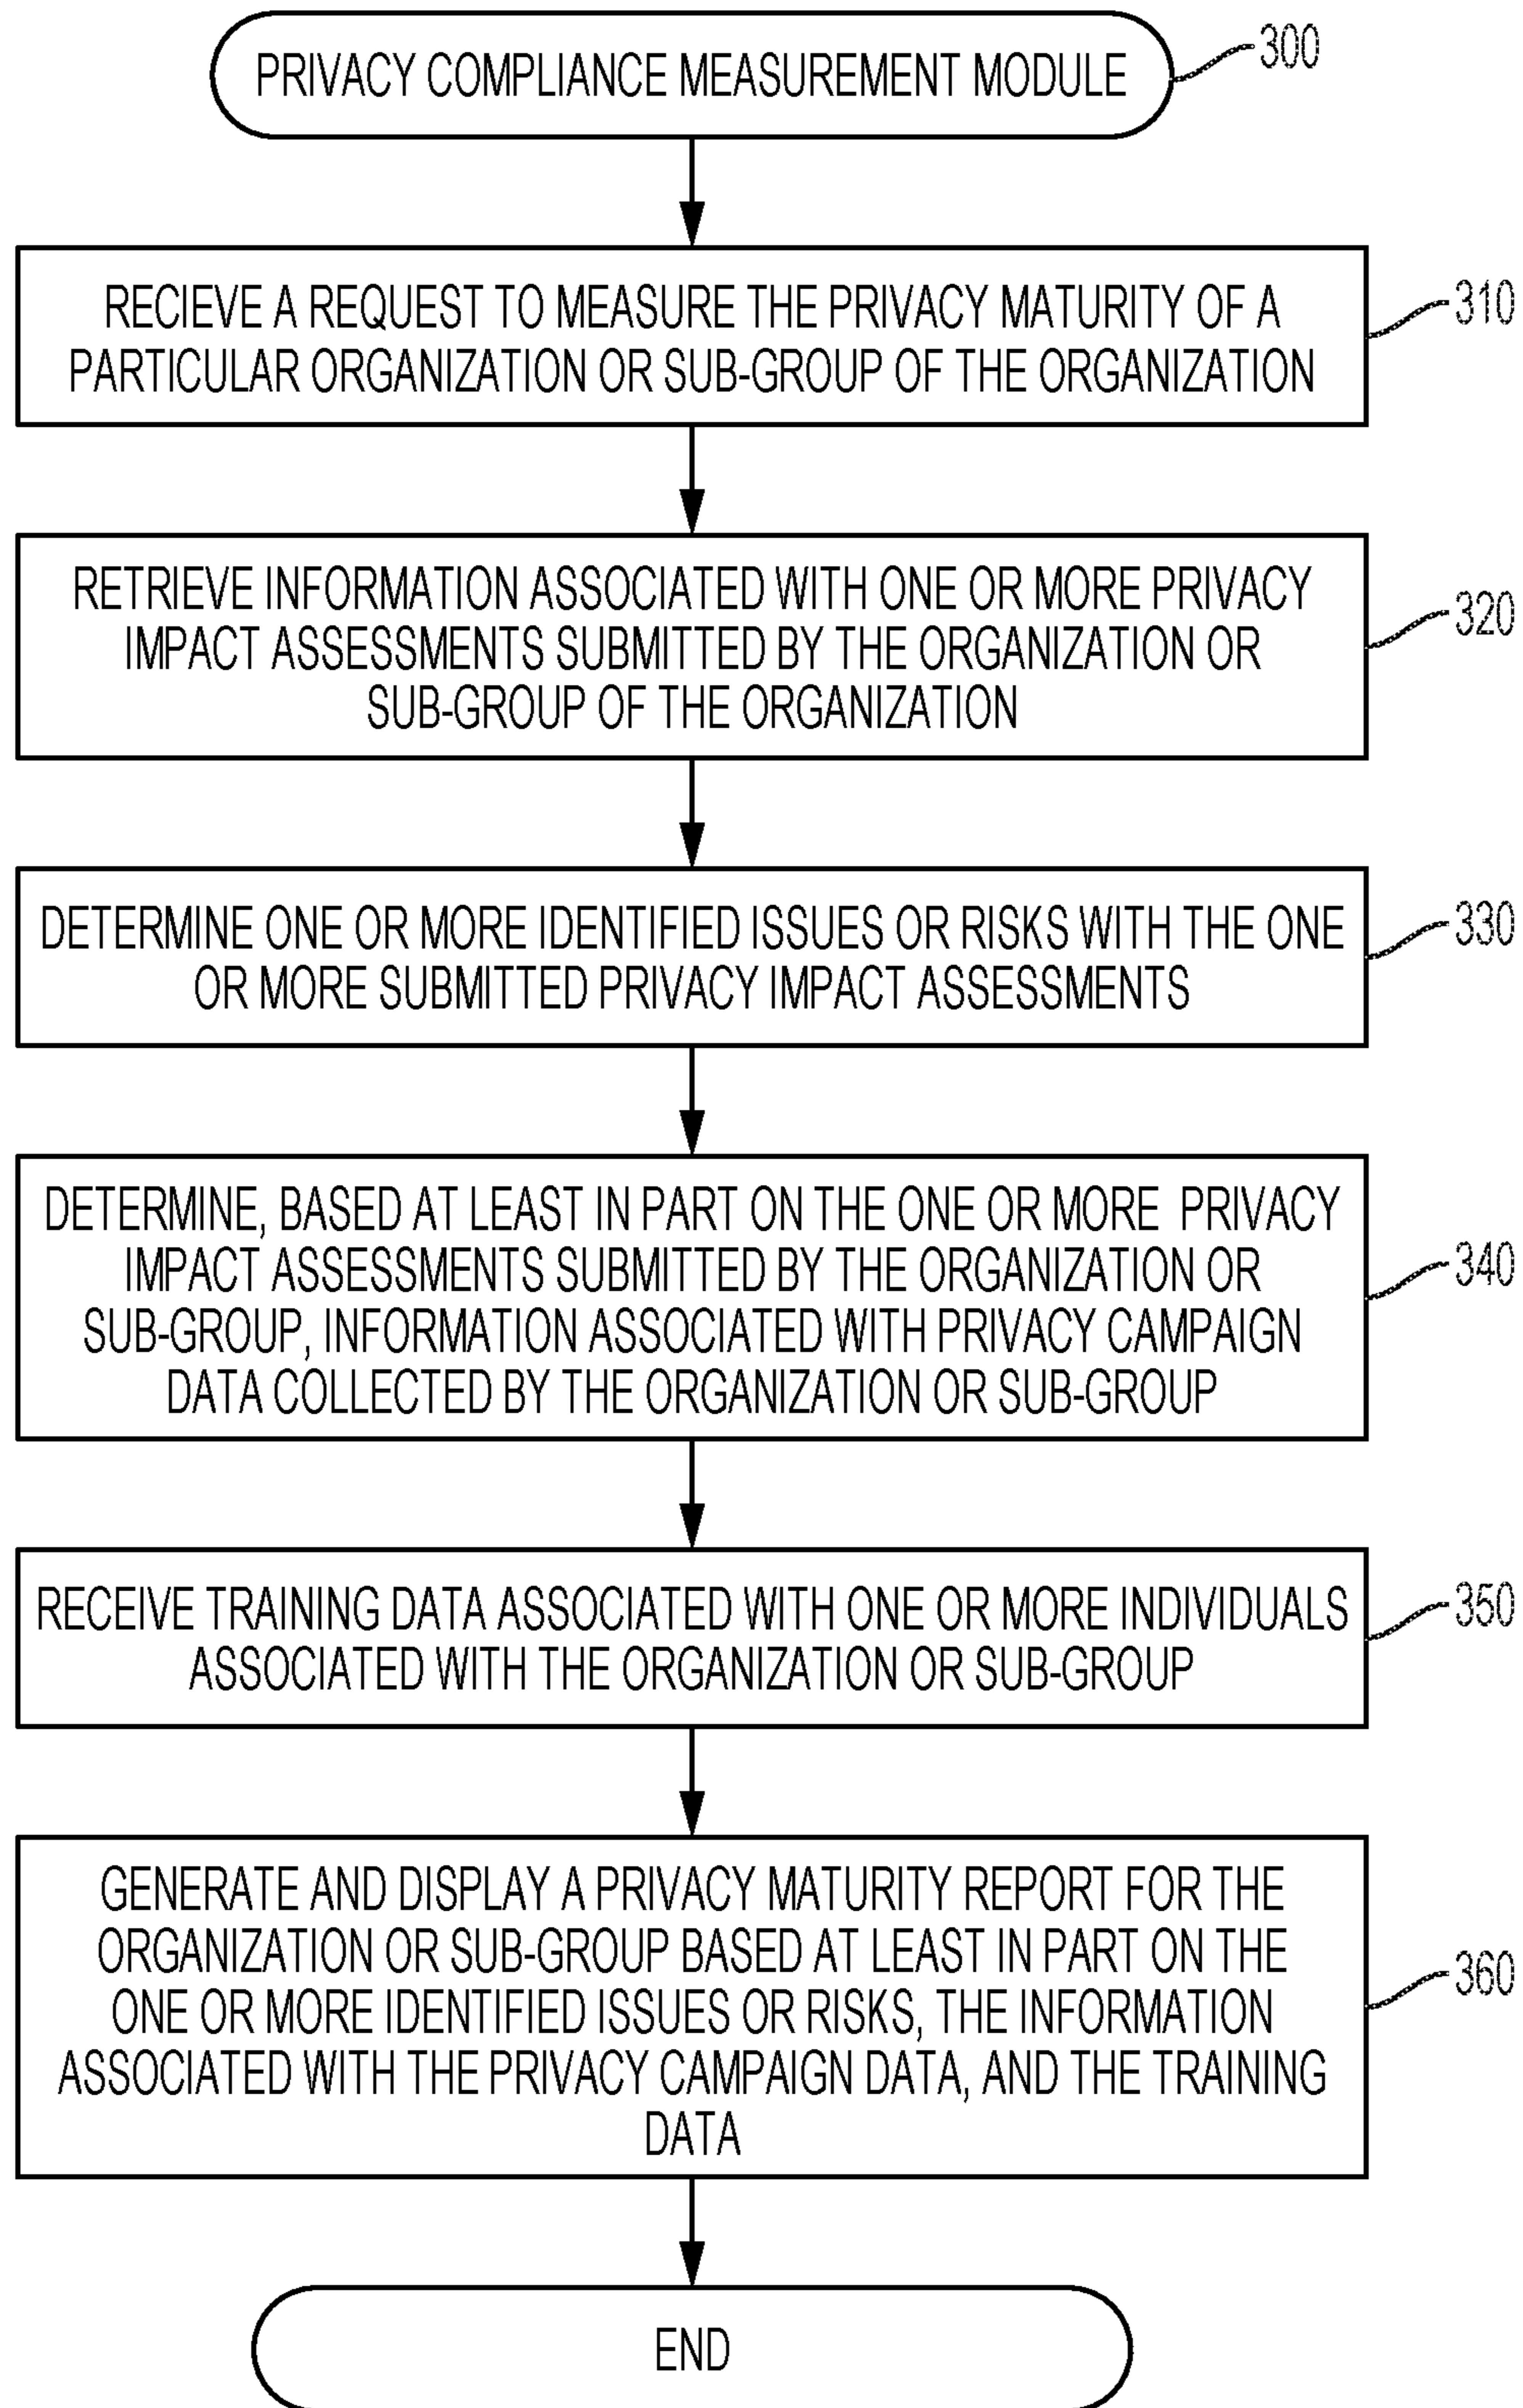 PRIVACY COMPLIANCE MEASUREMENT MODULE
300
RECIEVE A REQUEST TO MEASURE THE PRIVACY MATURITY OF A
PARTICULAR ORGANIZATION OR SUB-GROUP OF THE ORGANIZATION
310
RETRIEVE INFORMATION ASSOCIATED WITH ONE OR MORE PRIVACY
IMPACT ASSESSMENTS SUBMITTED BY THE ORGANIZATION OR
SUB-GROUP OF THE ORGANIZATION
320
DETERMINE ONE OR MORE IDENTIFIED ISSUES OR RISKS WITH THE ONE
OR MORE SUBMITTED PRIVACY IMPACT ASSESSMENTS
330
DETERMINE, BASED AT LEAST IN PART ON THE ONE OR MORE PRIVACY
IMPACT ASSESSMENTS SUBMITTED BY THE ORGANIZATION OR
SUB-GROUP, INFORMATION ASSOCIATED WITH PRIVACY CAMPAIGN
DATA COLLECTED BY THE ORGANIZATION OR SUB-GROUP
340
RECEIVE TRAINING DATA ASSOCIATED WITH ONE OR MORE INDIVIDUALS
ASSOCIATED WITH THE ORGANIZATION OR SUB-GROUP
350
GENERATE AND DISPLAY A PRIVACY MATURITY REPORT FOR THE
ORGANIZATION OR SUB-GROUP BASED AT LEAST IN PART ON THE
ONE OR MORE IDENTIFIED ISSUES OR RISKS, THE INFORMATION
ASSOCIATED WITH THE PRIVACY CAMPAIGN DATA, AND THE TRAINING
DATA
360
END